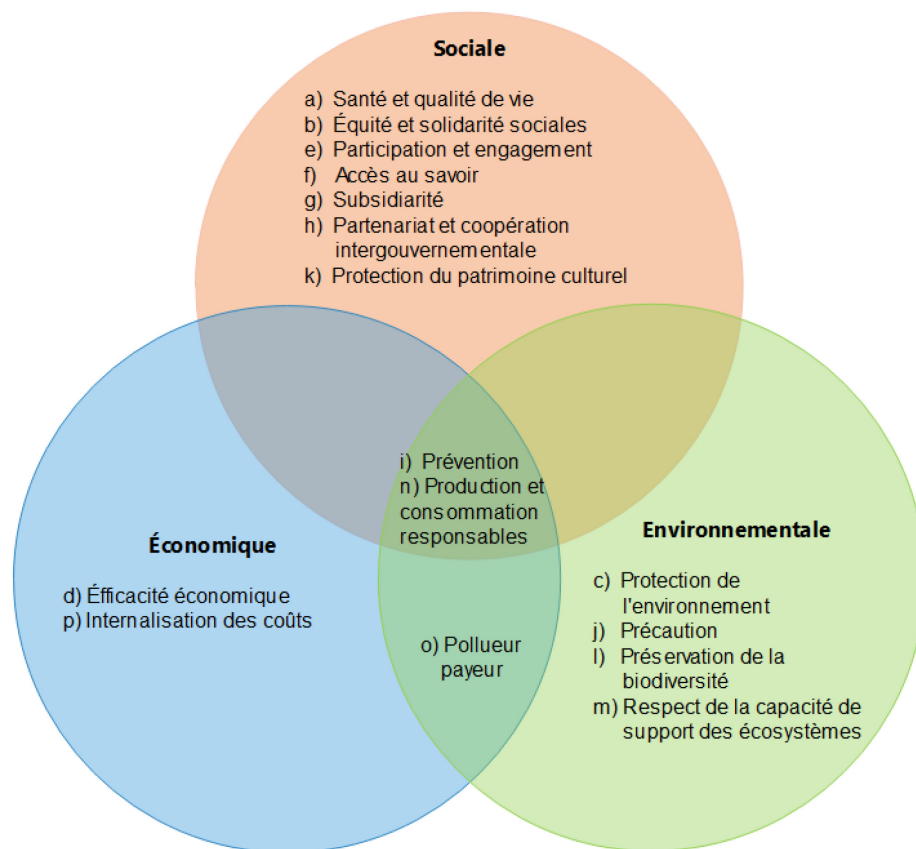 Sociale
a) Santé et qualité de vie
b) Équité et solidarité sociales
e) Participation et engagement
f) Accès au savoir
g) Subsidiarité
h) Partenariat et coopération
intergouvernementale
k) Protection du patrimoine culturel
i) Prévention
n) Production et
consommation
responsables
Économique
d) Éfficacité économique
p) Internalisation des coûts
o) Pollueur
payeur
Environnementale
c) Protection de
l'environnement
j) Précaution
l) Préservation de la
biodiversité
m) Respect de la capacité de
support des écosystèmes